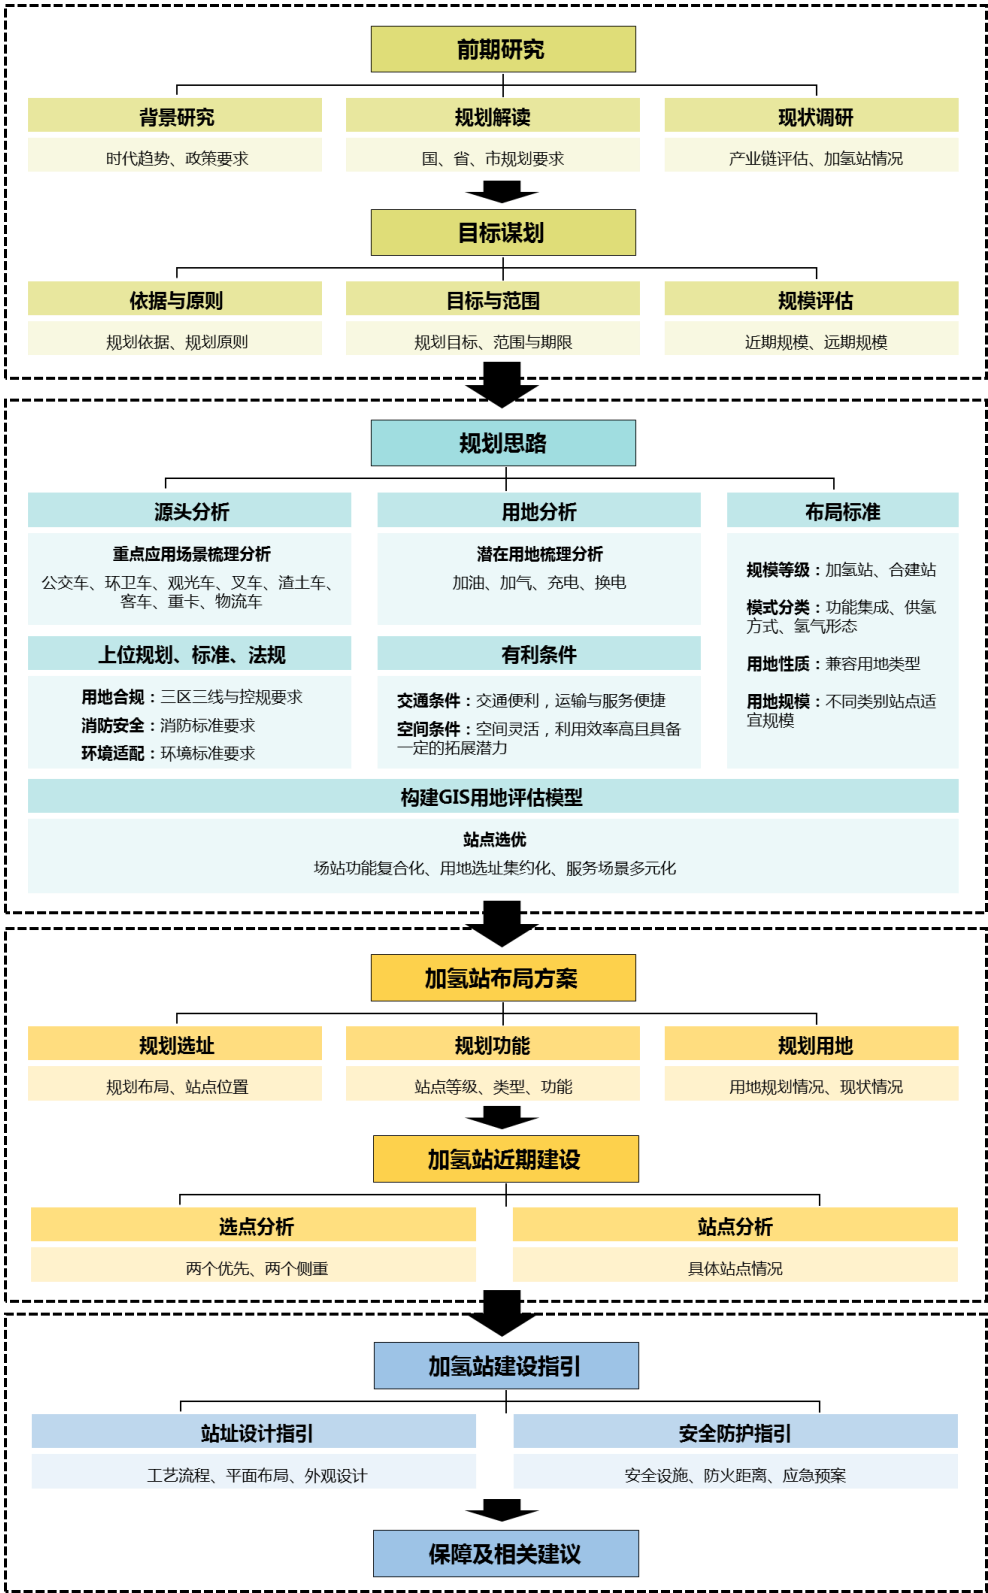 前期研究
背景研究
规划解读
现状调研
时代趋势、政策要求
国、省、市规划要求
产业链评估、加氢站情况
目标谋划
依据与原则
目标与范围
规模评估
规划依据、规划原则
规划目标、范围与期限
近期规模、远期规模
规划思路
源头分析
用地分析
布局标准
重点应用场景梳理分析
公交车、环卫车、观光车、叉车、渣土车、
客车、重卡、物流车
潜在用地梳理分析
加油、加气、充电、换电
规模等级：加氢站、合建站
模式分类：功能集成、供氢
方式、氢气形态
用地性质：兼容用地类型
用地规模：不同类别站点适
宜规模
上位规划、标准、法规
有利条件
用地合规：三区三线与控规要求
消防安全：消防标准要求
环境适配：环境标准要求
交通条件：交通便利，运输与服务便捷
空间条件：空间灵活，利用效率高且具备
一定的拓展潜力
构建GIS用地评估模型
站点选优
场站功能复合化、用地选址集约化、服务场景多元化
加氢站布局方案
规划选址
规划功能
规划用地
规划布局、站点位置
站点等级、类型、功能
用地规划情况、现状情况
加氢站近期建设
选点分析
站点分析
两个优先、两个侧重
具体站点情况
加氢站建设指引
站址设计指引
安全防护指引
工艺流程、平面布局、外观设计
安全设施、防火距离、应急预案
保障及相关建议